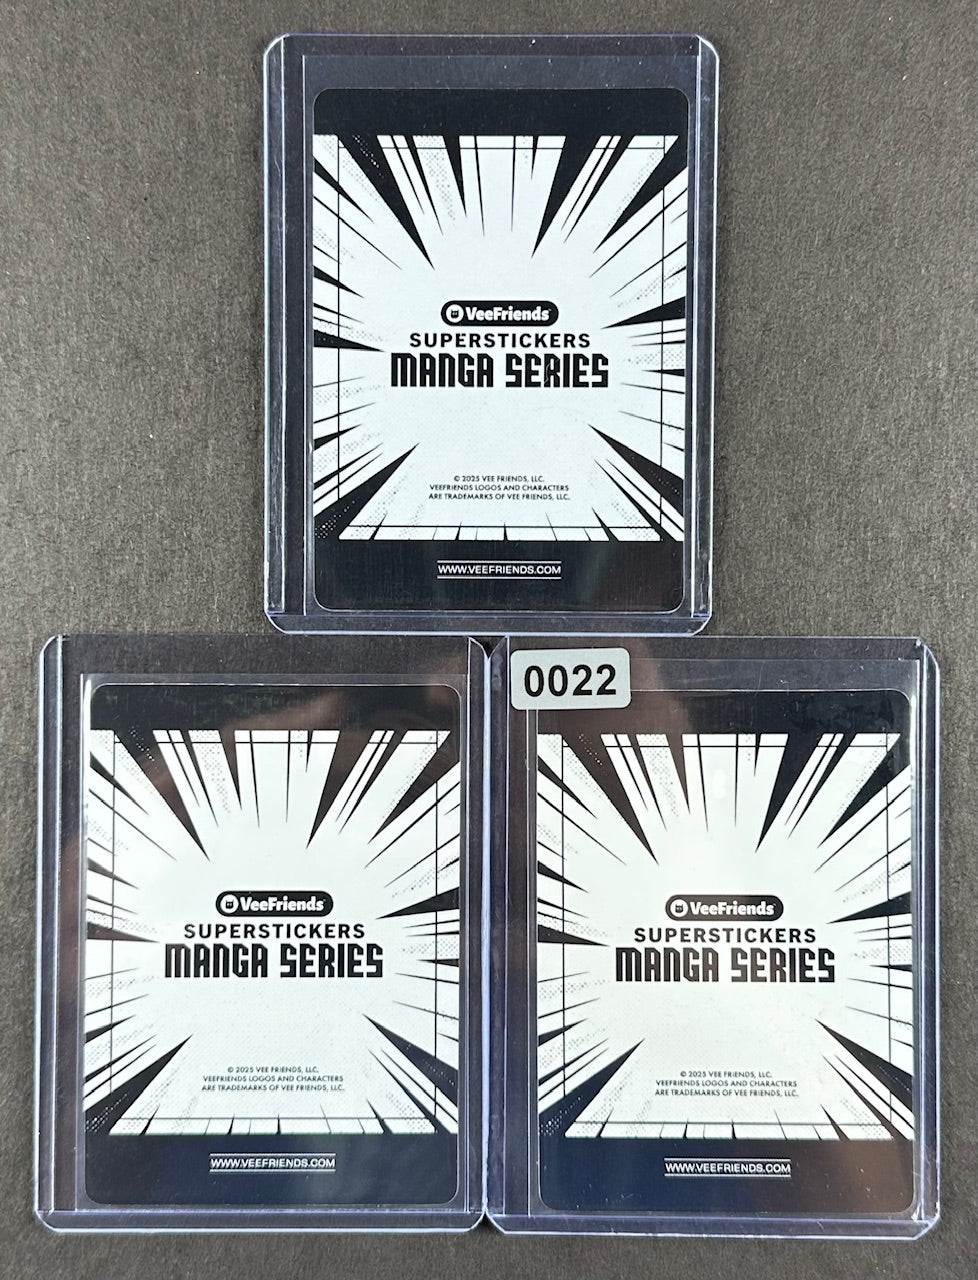 VeeFriends
SUPERSTICKERS
MANGA SERIES
© 2025 VEE FRIENDS, LLC.
VEEFRIENDS LOGOS AND CHARACTERS
ARE TRADEMARKS OF VEE FRIENDS, LLC.
WWW.VEEFRIENDS.COM
VeeFriends
SUPERSTICKERS
MANGA SERIES
© 2025 VEE FRIENDS, LLC.
VEEFRIENDS LOGOS AND CHARACTERS
ARE TRADEMARKS OF VEE FRIENDS, LLC.
WWW.VEEFRIENDS.COM
0022
VeeFriends
SUPERSTICKERS
MANGA SERIES
© 2025 VEE FRIENDS, LLC.
VEEFRIENDS LOGOS AND CHARACTERS
ARE TRADEMARKS OF VEE FRIENDS, LLC.
WWW.VEEFRIENDS.COM